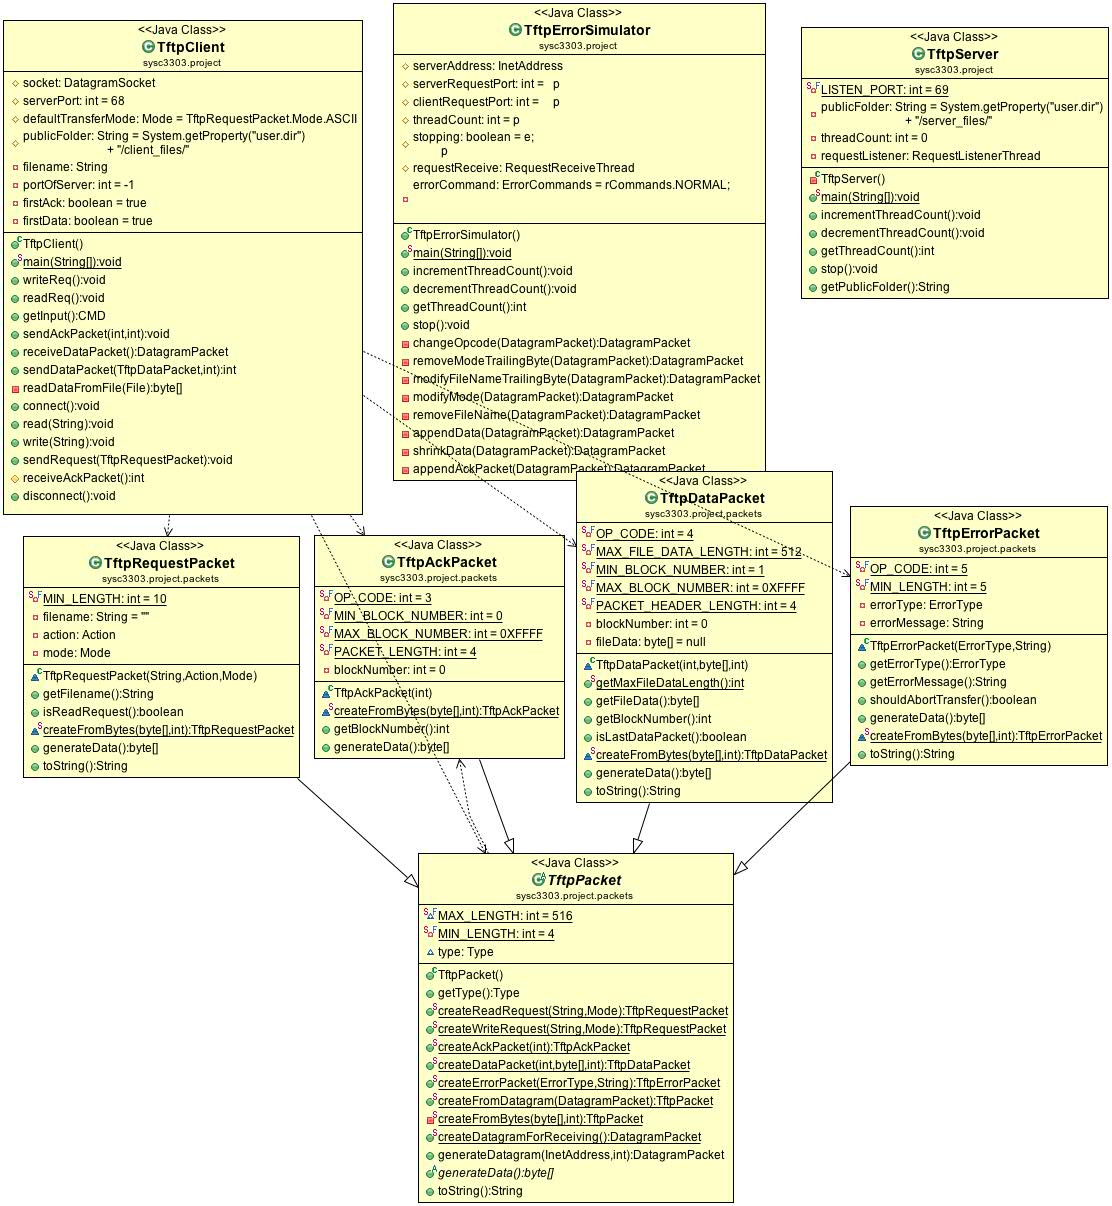 <<Java Class>>
TftpClient
sysc3303.project
socket: DatagramSocket
serverPort: int = 68
defaultTransferMode: Mode = TftpRequestPacket.Mode.ASCII
publicFolder: String = System.getProperty("user.dir")
+ "/client_files/"
filename: String
portOfServer: int = -1
firstAck: boolean = true
firstData: boolean = true
TftpClient()
main(String[]):void
writeReq():void
readReq():void
getInput():CMD
sendAckPacket(int,int):void
receiveDataPacket():DatagramPacket
sendDataPacket(TftpDataPacket,int):int
readDataFromFile(File):byte[]
connect():void
read(String):void
write(String):void
sendRequest(TftpRequestPacket):void
receiveAckPacket():int
disconnect():void
<<Java Class>>
TftpErrorSimulator
sysc3303.project
serverAddress: InetAddress
serverRequestPort: int = p
clientRequestPort: int = p
threadCount: int = p
stopping: boolean = e;
p
requestReceive: RequestReceiveThread
errorCommand: ErrorCommands = rCommands.NORMAL;
TftpErrorSimulator()
main(String[]):void
incrementThreadCount():void
decrementThreadCount():void
getThreadCount():int
stop():void
changeOpcode(DatagramPacket):DatagramPacket
removeModeTrailingByte(DatagramPacket):DatagramPacket
modifyFileNameTrailingByte(DatagramPacket):DatagramPacket
modifyMode(DatagramPacket):DatagramPacket
removeFileName(DatagramPacket):DatagramPacket
appendData(DatagramPacket):DatagramPacket
shrinkData(DatagramPacket):DatagramPacket
appendAckPacket(DatagramPacket):DatagramPacket
<<Java Class>>
TftpServer
sysc3303.project
LISTEN_PORT: int = 69
publicFolder: String = System.getProperty("user.dir")
+ "/server_files/"
threadCount: int = 0
requestListener: RequestListenerThread
TftpServer()
main(String[]):void
incrementThreadCount():void
decrementThreadCount():void
getThreadCount():int
stop():void
getPublicFolder():String
<<Java Class>>
TftpRequestPacket
sysc3303.project.packets
MIN_LENGTH: int = 10
filename: String = ""
action: Action
mode: Mode
TftpRequestPacket(String,Action,Mode)
getFilename():String
isReadRequest():boolean
createFromBytes(byte[],int):TftpRequestPacket
generateData():byte[]
toString():String
<<Java Class>>
TftpAckPacket
sysc3303.project.packets
OP_CODE: int = 3
MIN_BLOCK_NUMBER: int = 0
MAX_BLOCK_NUMBER: int = 0XFFFF
PACKET_LENGTH: int = 4
blockNumber: int = 0
TftpAckPacket(int)
createFromBytes(byte[],int):TftpAckPacket
getBlockNumber():int
generateData():byte[]
<<Java Class>>
TftpDataPacket
sysc3303.project.packets
OP_CODE: int = 4
MAX_FILE_DATA_LENGTH: int = 512
MIN_BLOCK_NUMBER: int = 1
MAX_BLOCK_NUMBER: int = 0XFFFF
PACKET_HEADER_LENGTH: int = 4
blockNumber: int = 0
fileData: byte[] = null
TftpDataPacket(int,byte[],int)
getMaxFileDataLength():int
getFileData():byte[]
getBlockNumber():int
isLastDataPacket():boolean
createFromBytes(byte[],int):TftpDataPacket
generateData():byte[]
toString():String
<<Java Class>>
TftpErrorPacket
sysc3303.project.packets
OP_CODE: int = 5
MIN_LENGTH: int = 5
errorType: ErrorType
errorMessage: String
TftpErrorPacket(ErrorType,String)
getErrorType():ErrorType
getErrorMessage():String
shouldAbortTransfer():boolean
generateData():byte[]
createFromBytes(byte[],int):TftpErrorPacket
toString():String
<<Java Class>>
TftpPacket
sysc3303.project.packets
MAX_LENGTH: int = 516
MIN_LENGTH: int = 4
type: Type
TftpPacket()
getType():Type
createReadRequest(String,Mode):TftpRequestPacket
createWriteRequest(String,Mode):TftpRequestPacket
createAckPacket(int):TftpAckPacket
createDataPacket(int,byte[],int):TftpDataPacket
createErrorPacket(ErrorType,String):TftpErrorPacket
createFromDatagram(DatagramPacket):TftpPacket
createFromBytes(byte[],int):TftpPacket
createDatagramForReceiving():DatagramPacket
generateDatagram(InetAddress,int):DatagramPacket
generateData():byte[]
toString():String